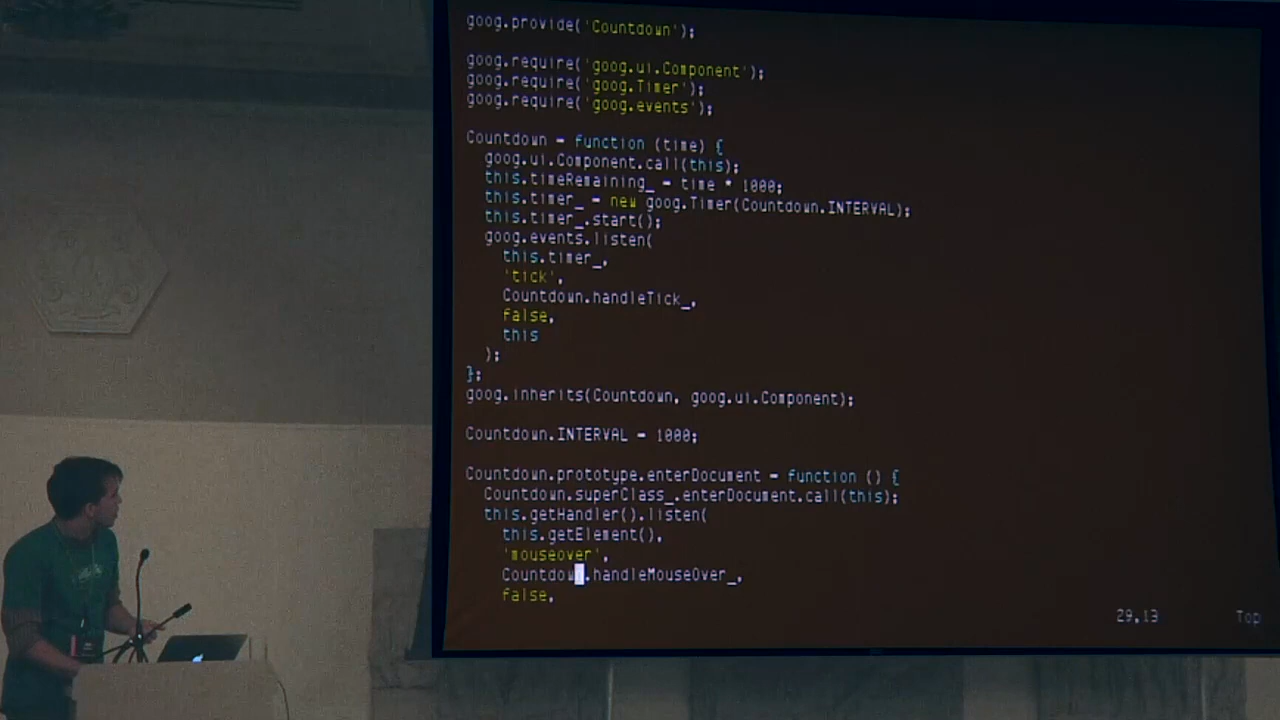 goog.provide('Countdown');
goog.require('goog.ui.Component');
goog.require('goog.Timer');
goog.require('goog.events');
Countdown = function (time) {
goog.ui.Component.call(this);
this.timeRemaining_ = time * 1000;
this.timer_ = new goog.Timer(Countdown.INTERVAL);
this.timer_.start();
goog.events.listen(
this.timer_,
'tick',
Countdown.handleTick_,
false,
this
);
};
goog.inherits(Countdown, goog.ui.Component);
Countdown.INTERVAL = 1000;
Countdown.prototype.enterDocument = function () {
Countdown.superClass_.enterDocument.call(this);
this.getHandler().listen(
this.getElement(),
'mouseover',
Countdown.handleMouseOver_,
false,
29,13 Top